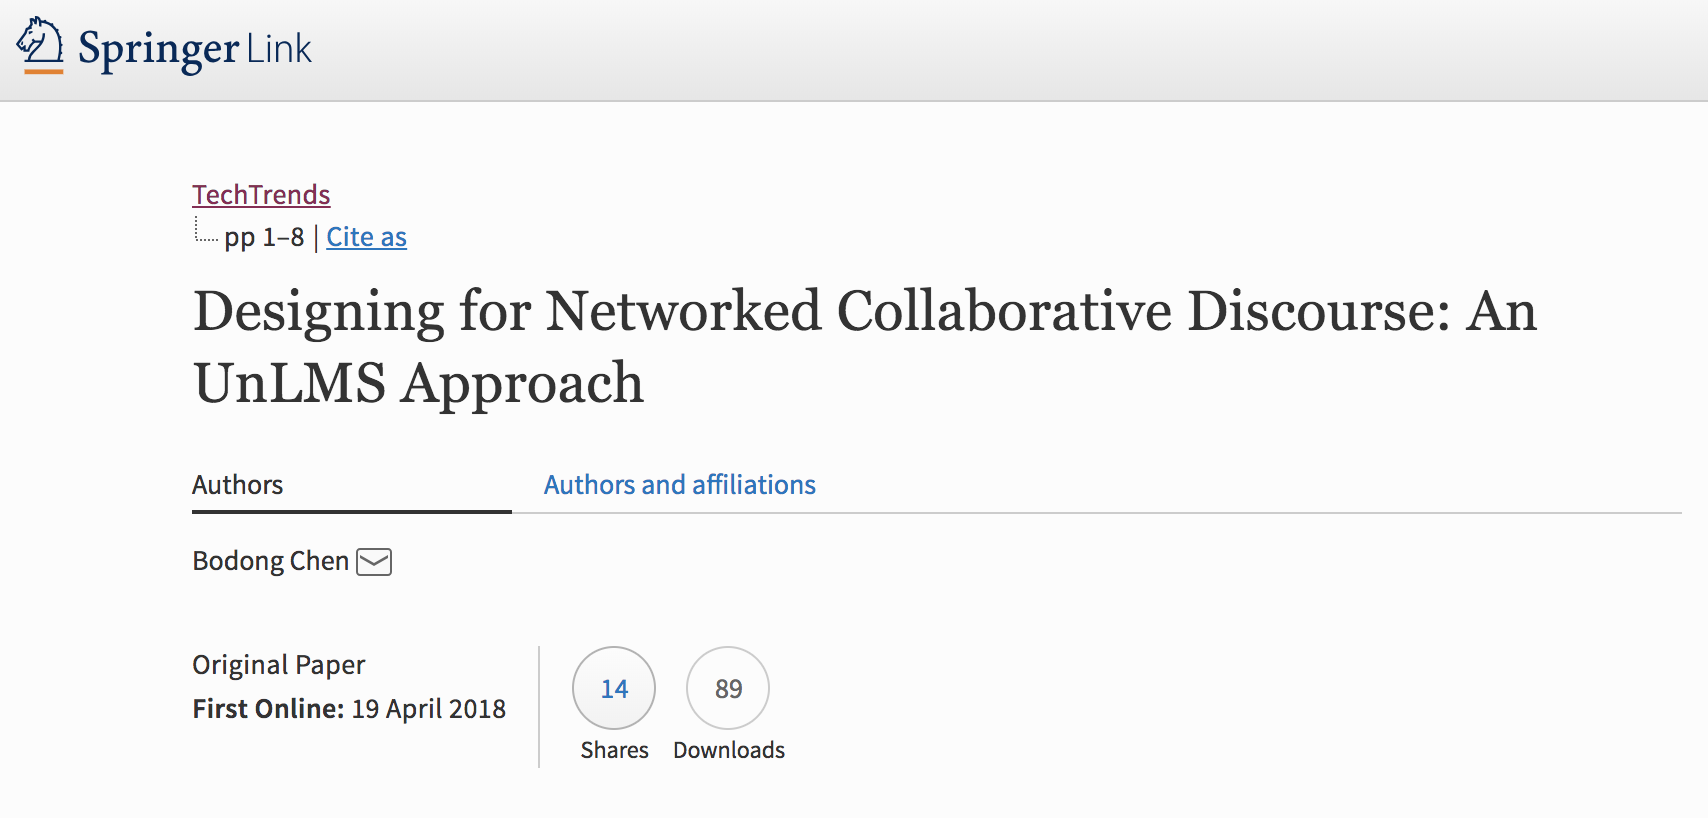 Springer Link
TechTrends
pp 1–8 | Cite as
Designing for Networked Collaborative Discourse: An
UnLMS Approach
Authors
Authors and affiliations
Bodong Chen
Original Paper
First Online: 19 April 2018
14
Shares
89
Downloads